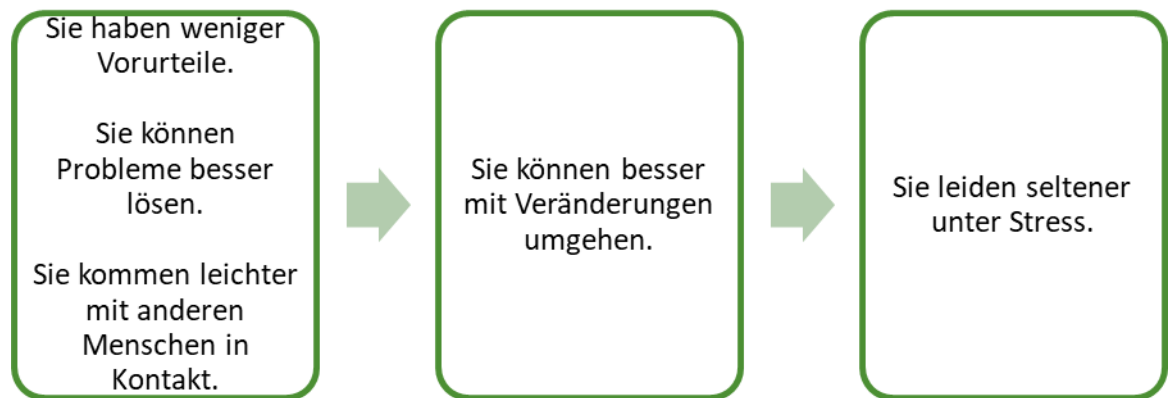 Sie haben weniger
Vorurteile.
Sie können
Probleme besser
lösen.
Sie kommen leichter
mit anderen
Menschen in
Kontakt.
Sie können besser
mit Veränderungen
umgehen.
Sie leiden seltener
unter Stress.